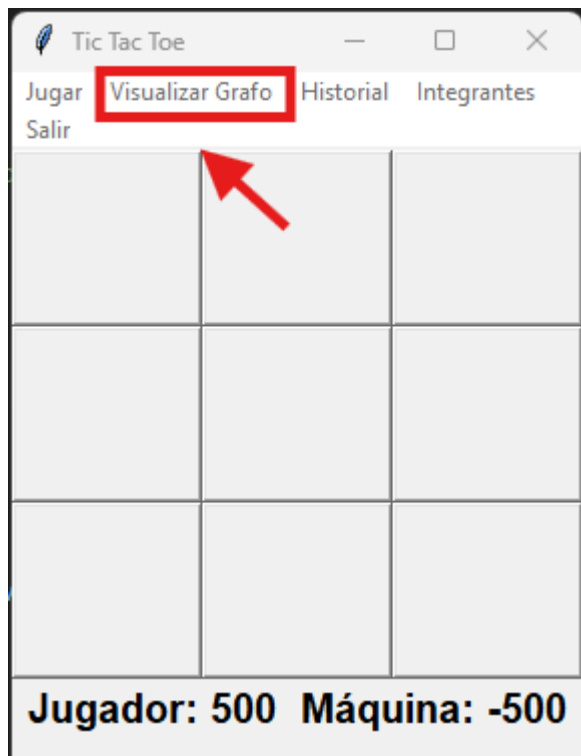 Tic Tac Toe
Jugar Visualizar Grafo Historial Integrantes
Salir
Jugador: 500 Máquina: -500